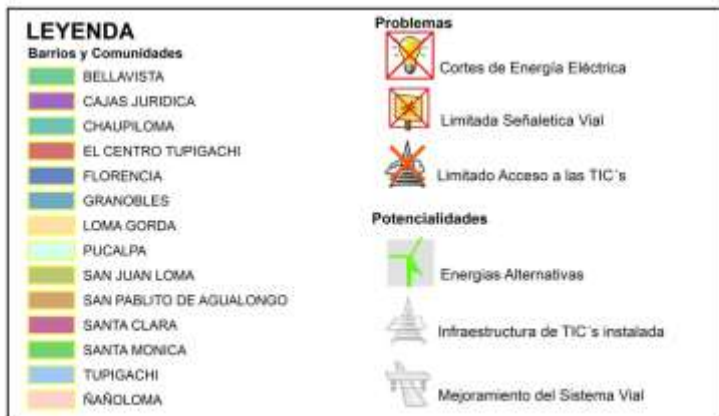 LEYENDA
Barrios y Comunidades
BELLAVISTA
CAJAS JURIDICA
CHAUPILOMA
EL CENTRO TUPIGACHI
FLORENCIA
GRANOBLES
LOMA GORDA
PUCALPA
SAN JUAN LOMA
SAN PABLITO DE AGUALONGO
SANTA CLARA
SANTA MONICA
TUPIGACHI
ÑAÑOLOMA
Problemas
Cortes de Energía Eléctrica
Limitada Señaletica Vial
Limitado Acceso a las TIC´s
Potencialidades
Energias Alternativas
Infraestructura de TIC´s instalada
Mejoramiento del Sistema Vial